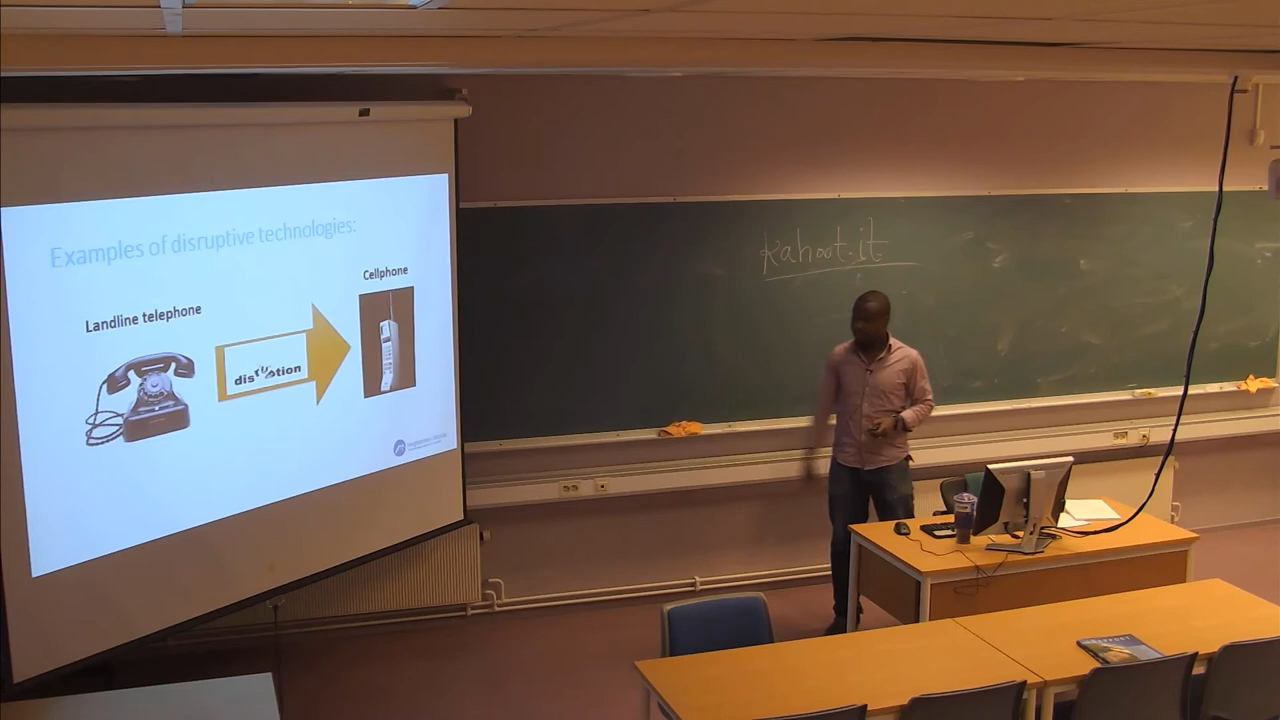 Examples of disruptive technologies:
Cellphone
Landline telephone
disruption
kahoot.it